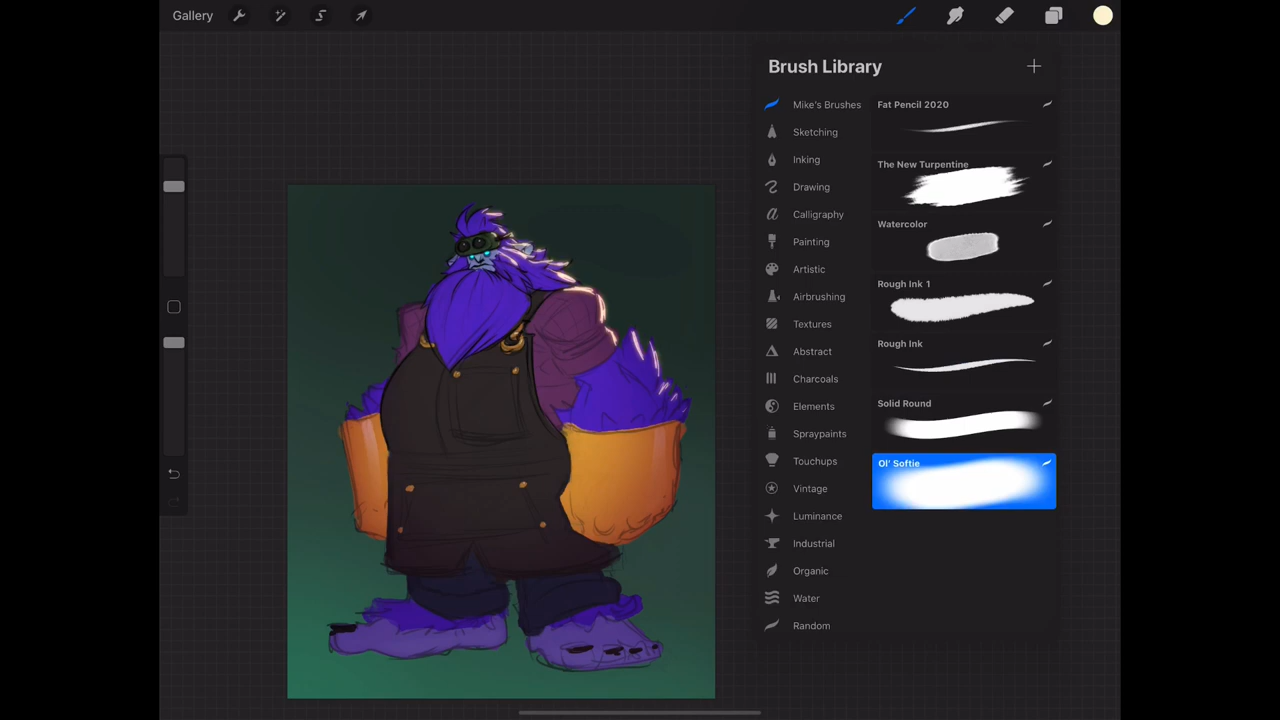 Gallery
Brush Library
Mike's Brushes
Sketching
Inking
Drawing
Calligraphy
Painting
Artistic
Airbrushing
Textures
Abstract
Charcoals
Elements
Spraypaints
Touchups
Vintage
Luminance
Industrial
Organic
Water
Random
Fat Pencil 2020
The New Turpentine
Watercolor
Rough Ink 1
Rough Ink
Solid Round
Ol' Softie